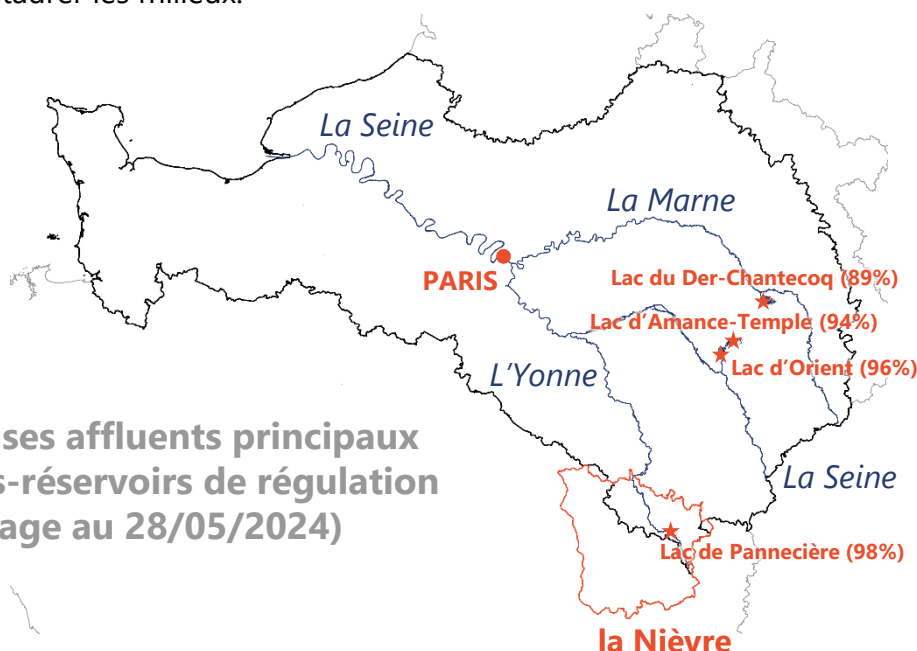 La Seine
La Marne
PARIS
Lac du Der-Chantecoq (89%)
Lac d'Amance-Temple (94%)
Lac d'Orient (96%)
L'Yonne
ses affluents principaux
s-réservoirs de régulation
age au 28/05/2024)
La Seine
Lac de Pannecière (98%)
la Nièvre